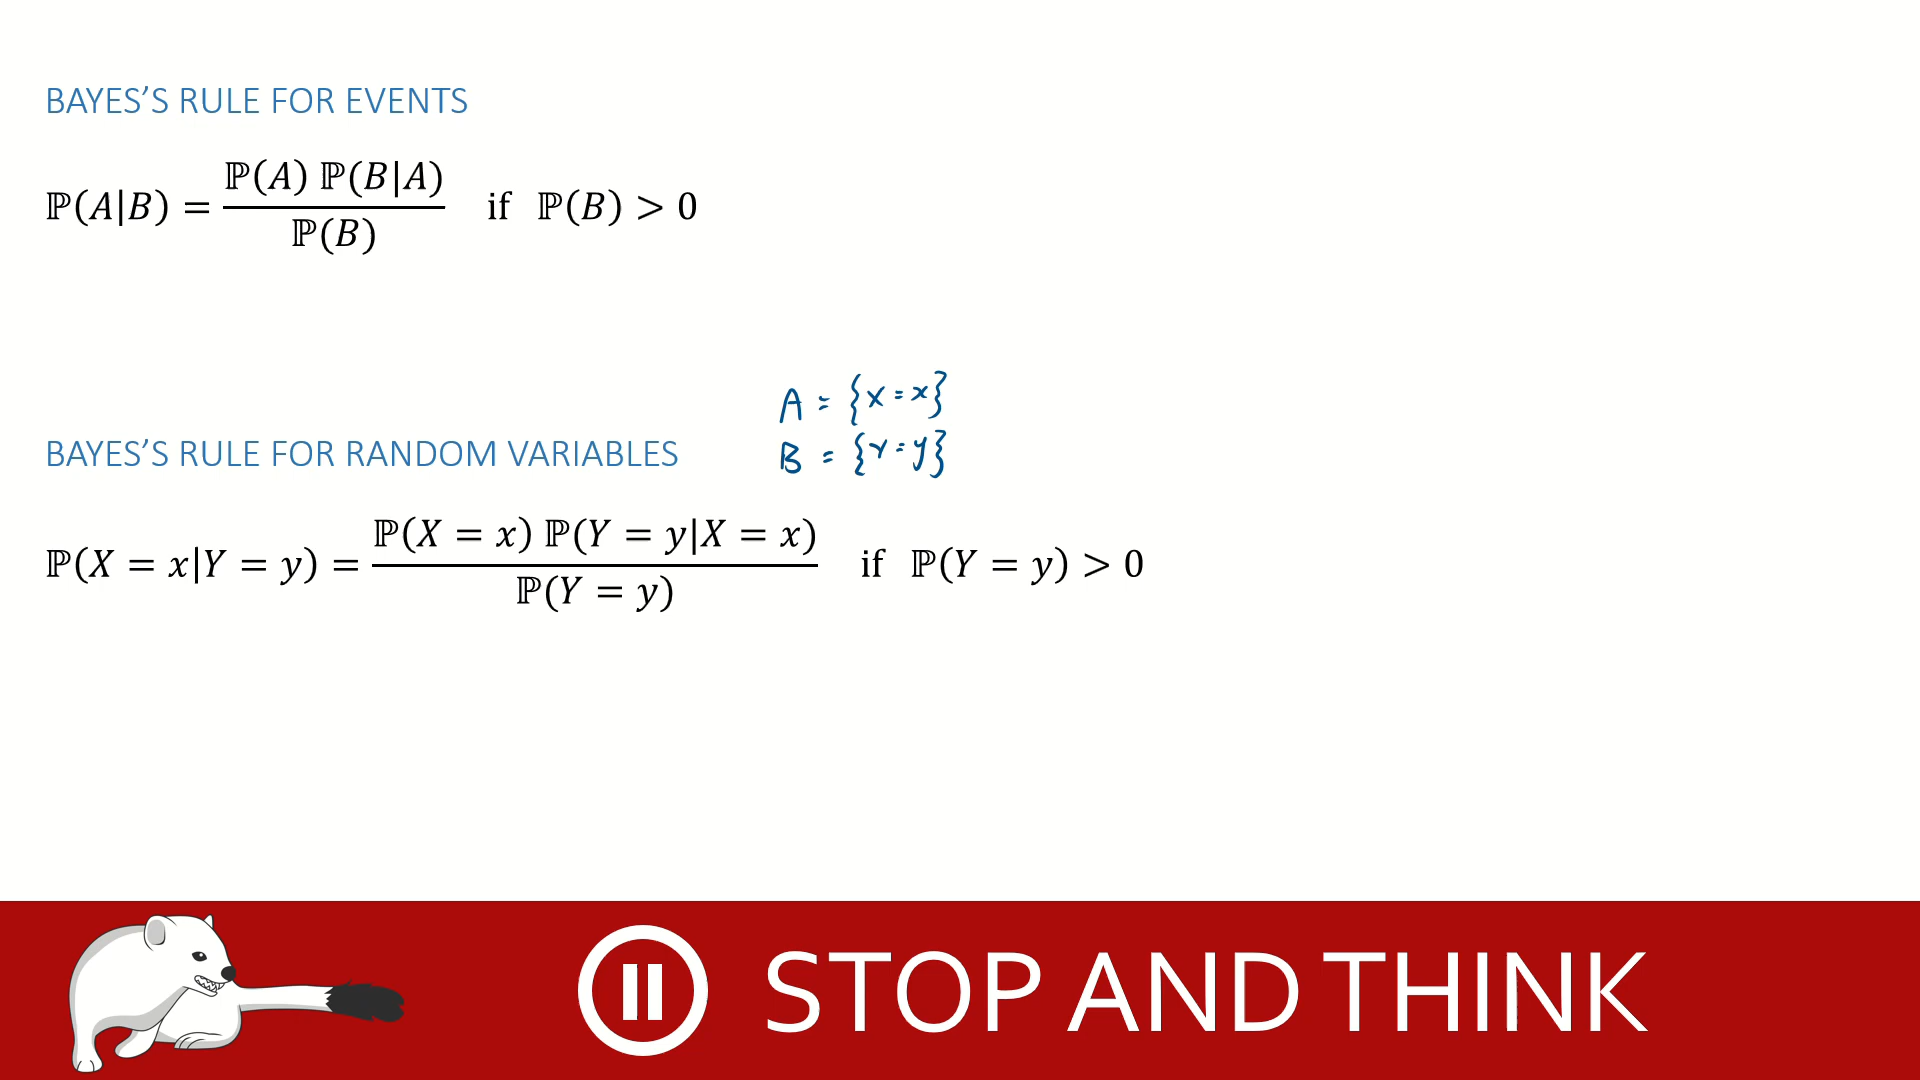 BAYES’S RULE FOR EVENTS
ℙ(A|B) = ℙ(A) ℙ(B|A) / ℙ(B) if ℙ(B) > 0
A = {X = x}
B = {Y = y}
BAYES’S RULE FOR RANDOM VARIABLES
ℙ(X = x|Y = y) = ℙ(X = x) ℙ(Y = y|X = x) / ℙ(Y = y) if ℙ(Y = y) > 0
STOP AND THINK